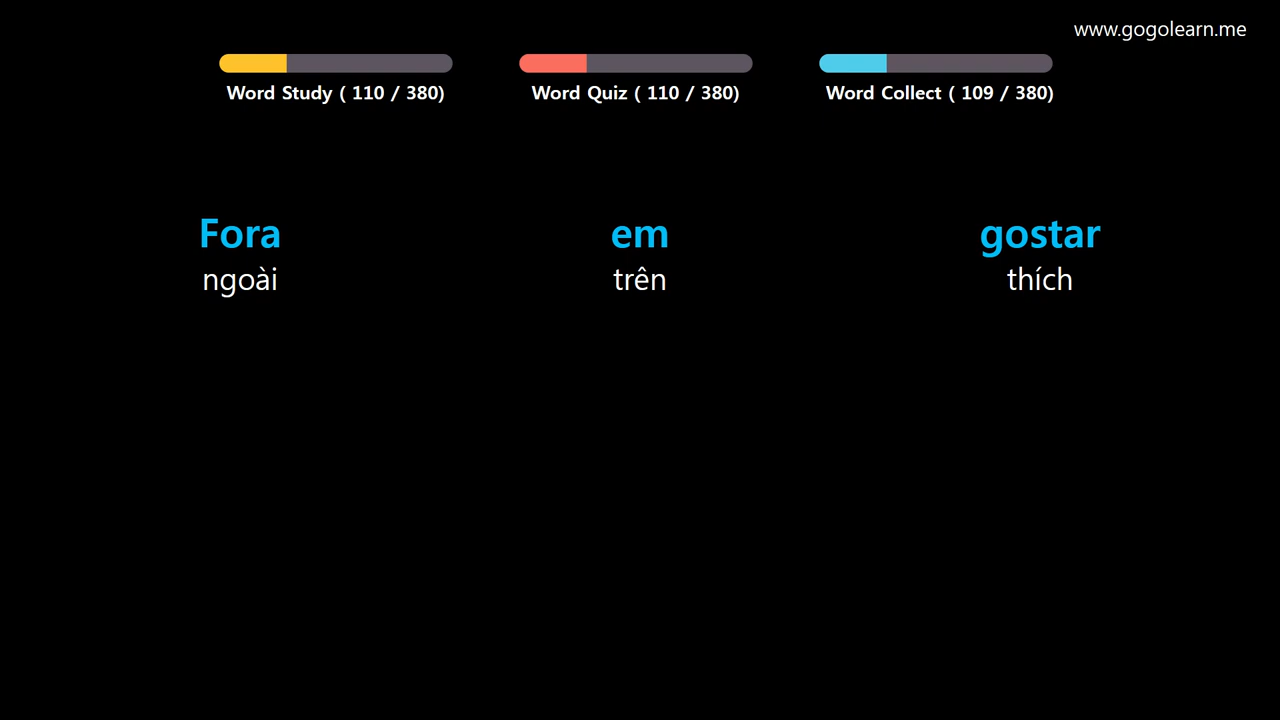 www.gogolearn.me
Word Study ( 110 / 380)
Word Quiz ( 110 / 380)
Word Collect ( 109 / 380)
Fora
ngoài
em
trên
gostar
thích